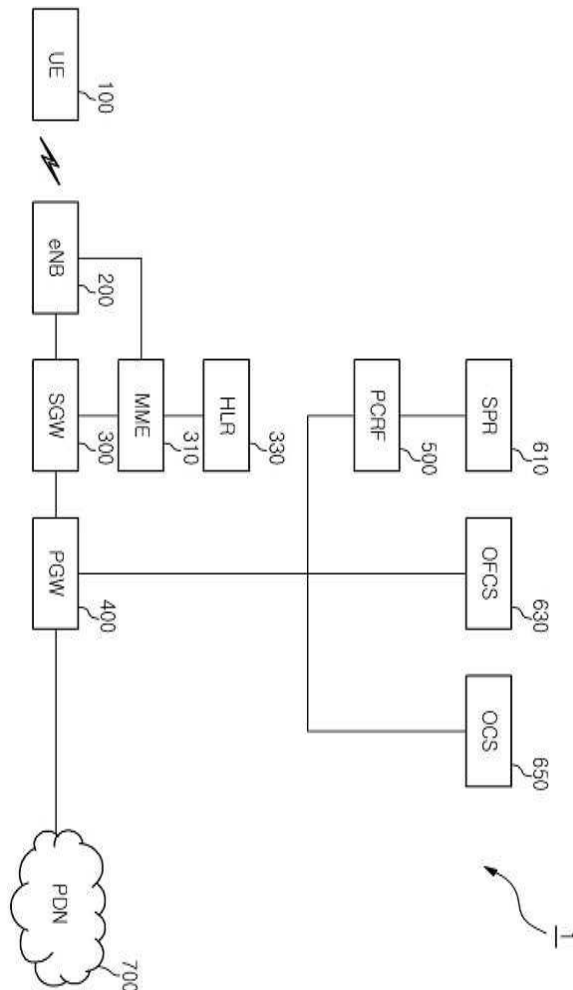 1
SPR
610
OFCS
630
OCS
650
PCRF
500
HLR
330
MME
310
UE
100
eNB
200
SGW
300
PGW
400
PDN
700